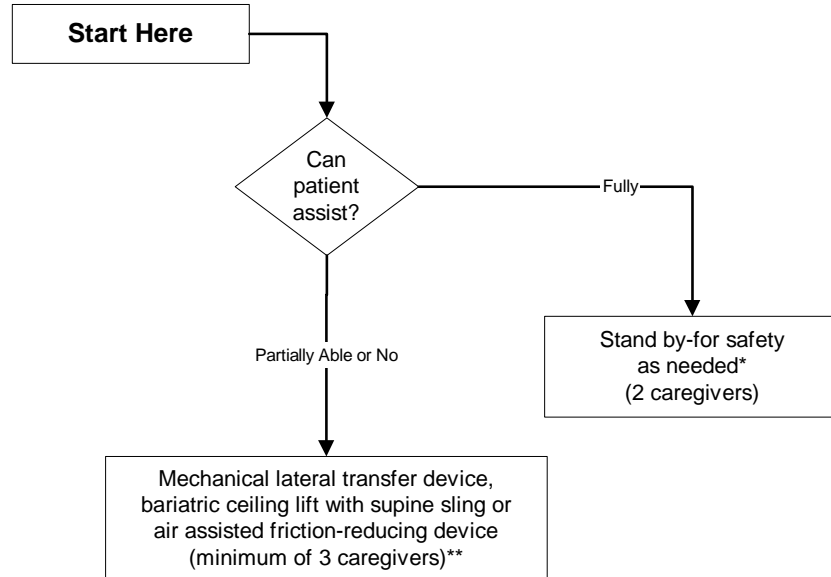 Start Here
Can
patient
assist?
Fully
Stand by-for safety
as needed*
(2 caregivers)
Partially Able or No
Mechanical lateral transfer device,
bariatric ceiling lift with supine sling or
air assisted friction-reducing device
(minimum of 3 caregivers)**